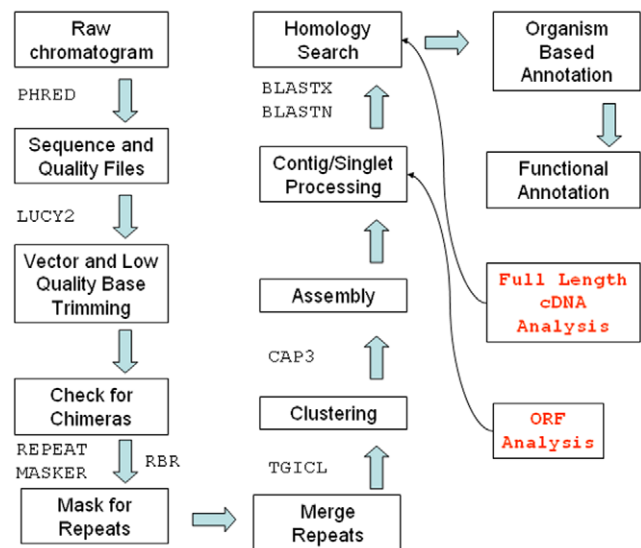 Raw
chromatogram
PHRED
Sequence and
Quality Files
LUCY2
Vector and Low
Quality Base
Trimming
Check for
Chimeras
REPEAT
MASKER
RBR
Mask for
Repeats
Merge
Repeats
TGICL
Clustering
CAP3
Assembly
Contig/Singlet
Processing
BLASTX
BLASTN
Homology
Search
Organism
Based
Annotation
Functional
Annotation
Full Length
cDNA
Analysis
ORF
Analysis